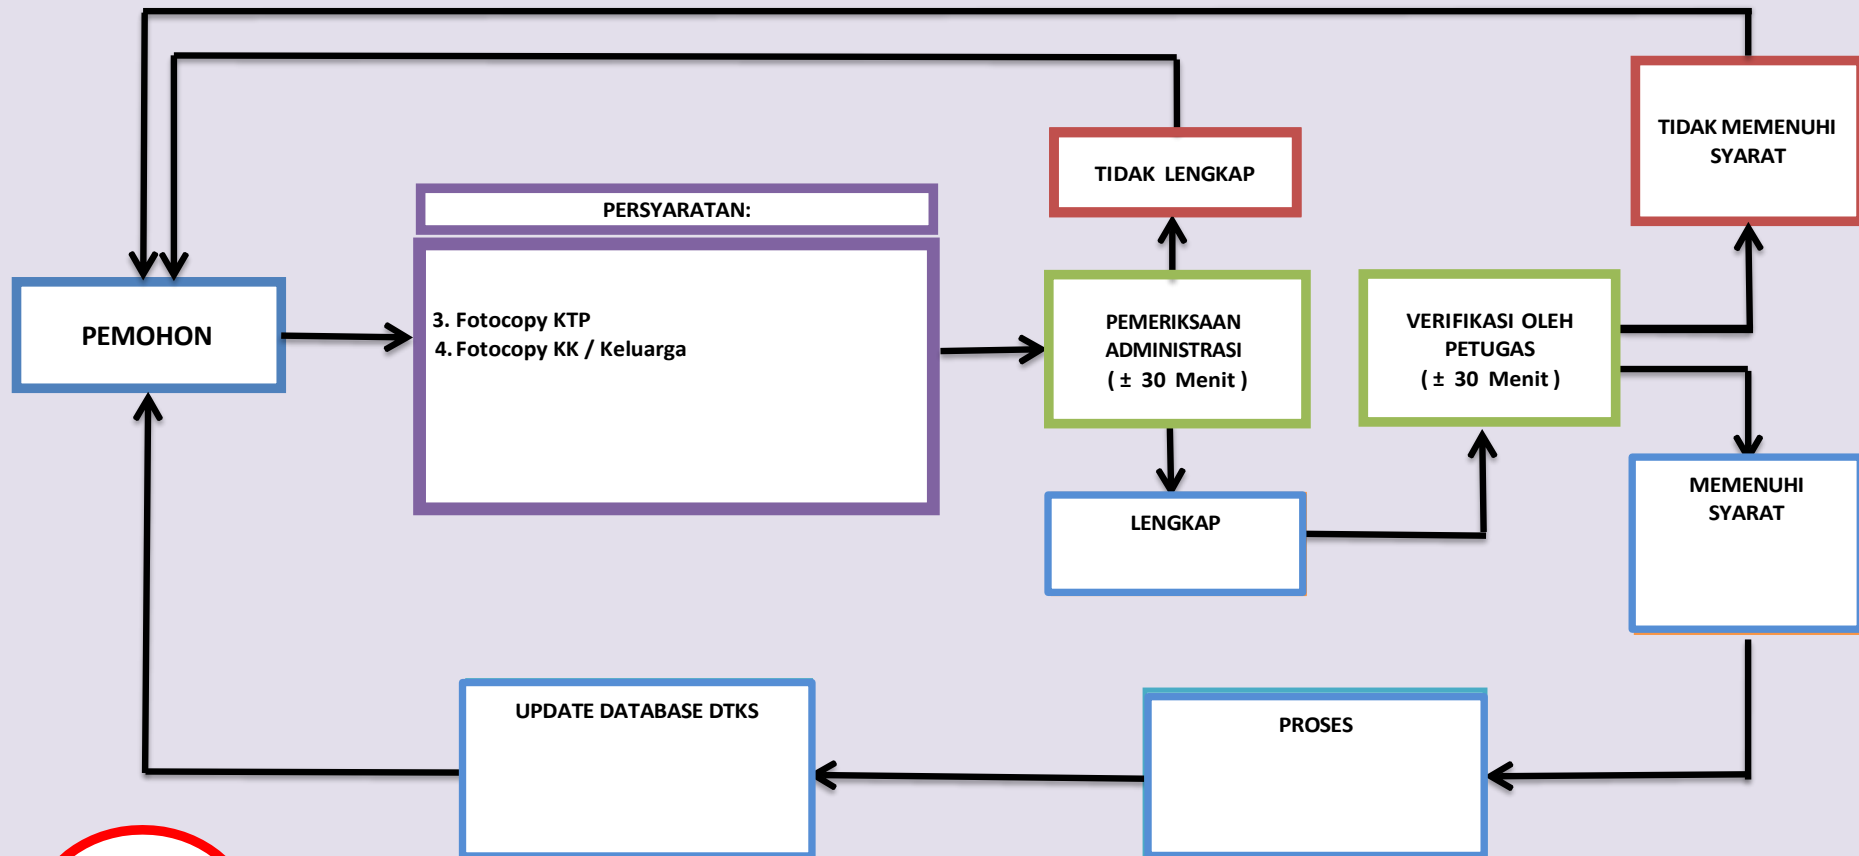 TIDAK MEMENUHI
SYARAT
TIDAK LENGKAP
PERSYARATAN:
PEMOHON
3. Fotocopy KTP
4. Fotocopy KK / Keluarga
PEMERIKSAAN
ADMINISTRASI
( ± 30 Menit )
VERIFIKASI OLEH
PETUGAS
( ± 30 Menit )
LENGKAP
MEMENUHI
SYARAT
UPDATE DATABASE DTKS
PROSES